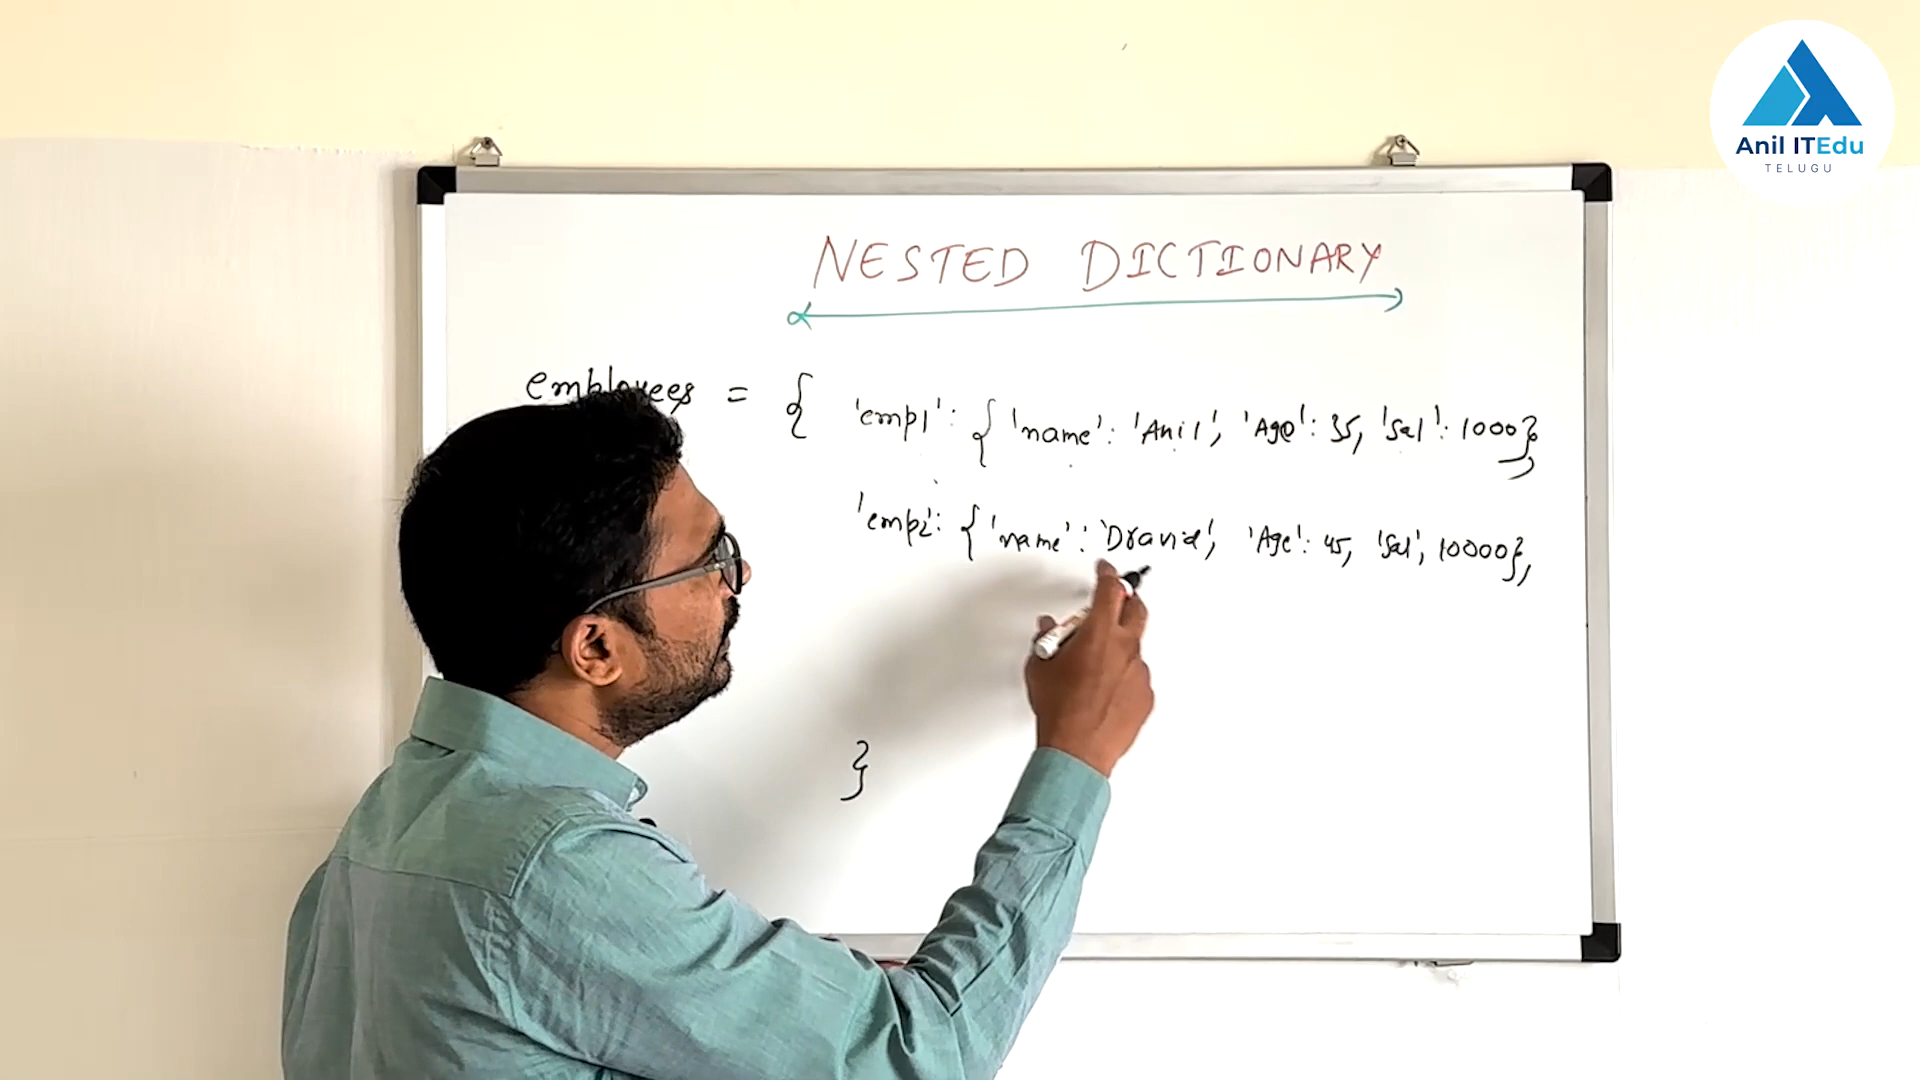 Anil ITEdu
TELUGU
NESTED DICTIONARY
employees = { 'emp1': { 'name': 'Anil', 'Age': 35, 'Sal': 1000},
'emp2': { 'name': 'Dravid', 'Age': 45, 'Sal', 10000},
}